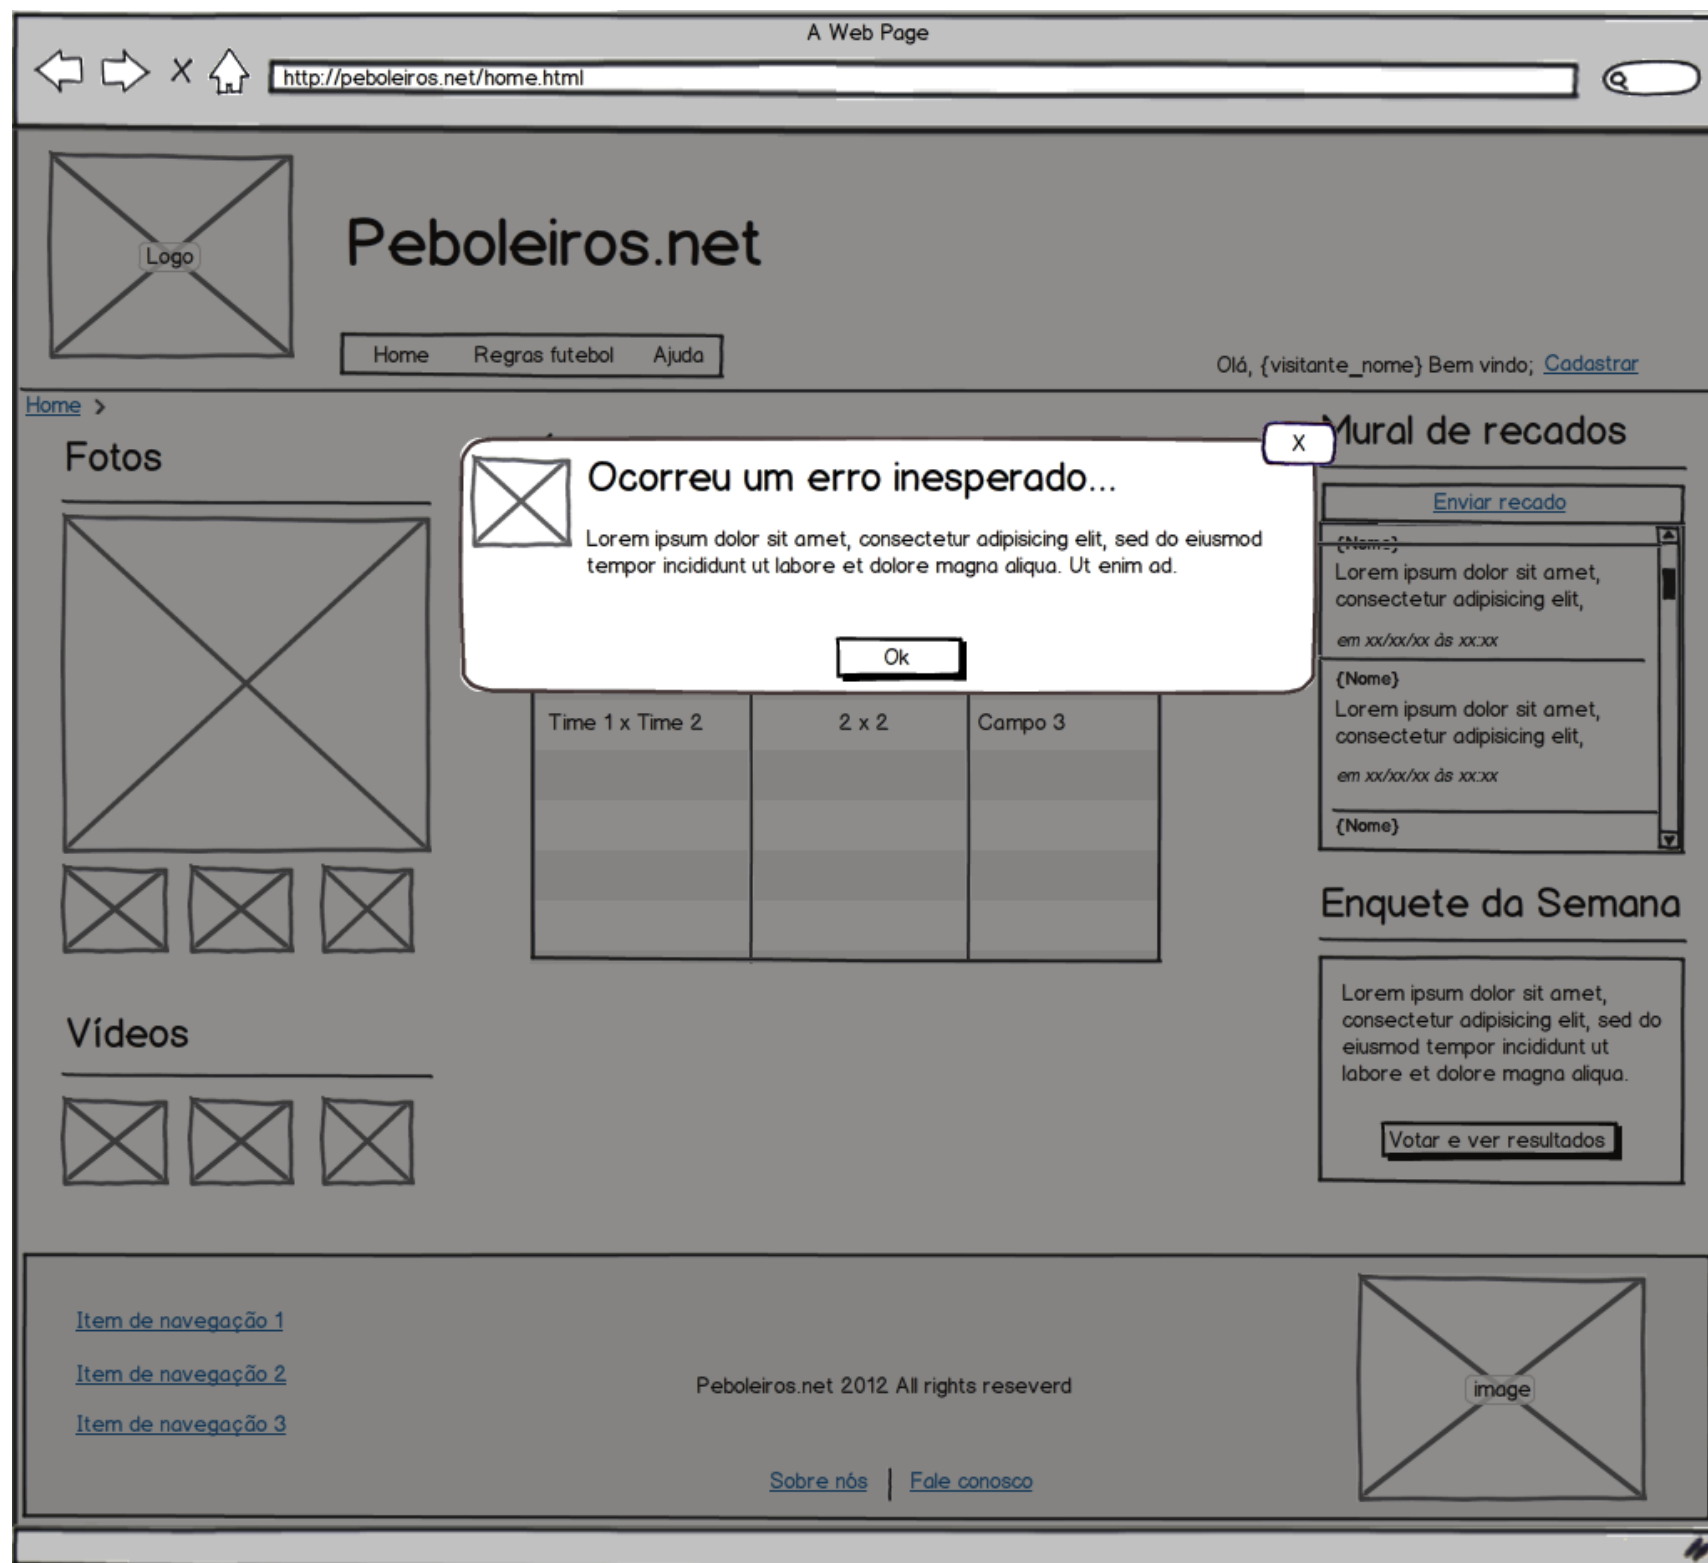 A Web Page
X
http://peboleiros.net/home.html
Logo
Peboleiros.net
Home Regras futebol Ajuda
Olá, {visitante_nome} Bem vindo; Cadastrar
Home >
Fotos
X
Ocorreu um erro inesperado...
Lorem ipsum dolor sit amet, consectetur adipisicing elit, sed do eiusmod
tempor incididunt ut labore et dolore magna aliqua. Ut enim ad.
Ok
Time 1 x Time 2 2 x 2 Campo 3
Mural de recados
Enviar recado
{Nome}
Lorem ipsum dolor sit amet,
consectetur adipisicing elit,
em xx/xx/xx às xx:xx
{Nome}
Lorem ipsum dolor sit amet,
consectetur adipisicing elit,
em xx/xx/xx às xx:xx
{Nome}
Enquete da Semana
Lorem ipsum dolor sit amet,
consectetur adipisicing elit, sed do
eiusmod tempor incididunt ut
labore et dolore magna aliqua.
Votar e ver resultados
Vídeos
Item de navegação 1
Item de navegação 2
Item de navegação 3
Peboleiros.net 2012 All rights reseverd
Sobre nós | Fale conosco
image